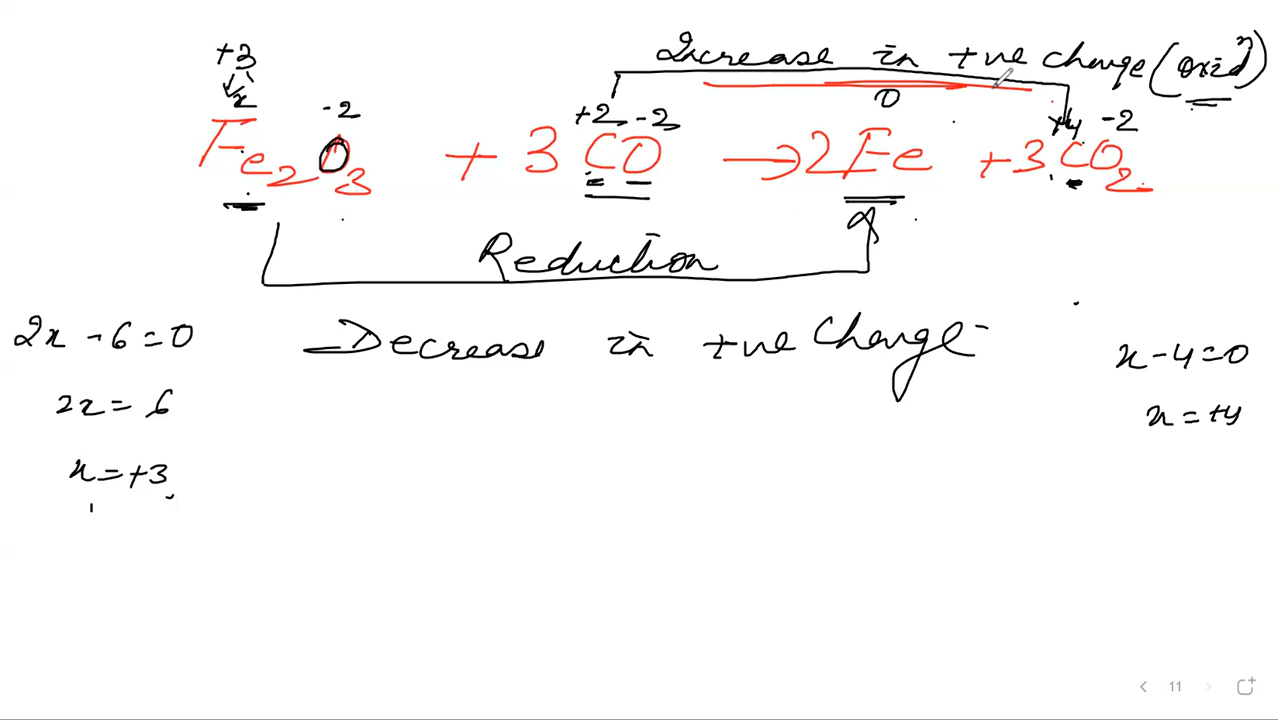 Increase in +ve charge (oxidⁿ)
+3
x -2 +2 -2 0 +4 -2
Fe₂O₃ + 3CO → 2Fe + 3CO₂
Reduction
Decrease in +ve charge
2x - 6 = 0
2x = 6
x = +3
x - 4 = 0
x = +4
11